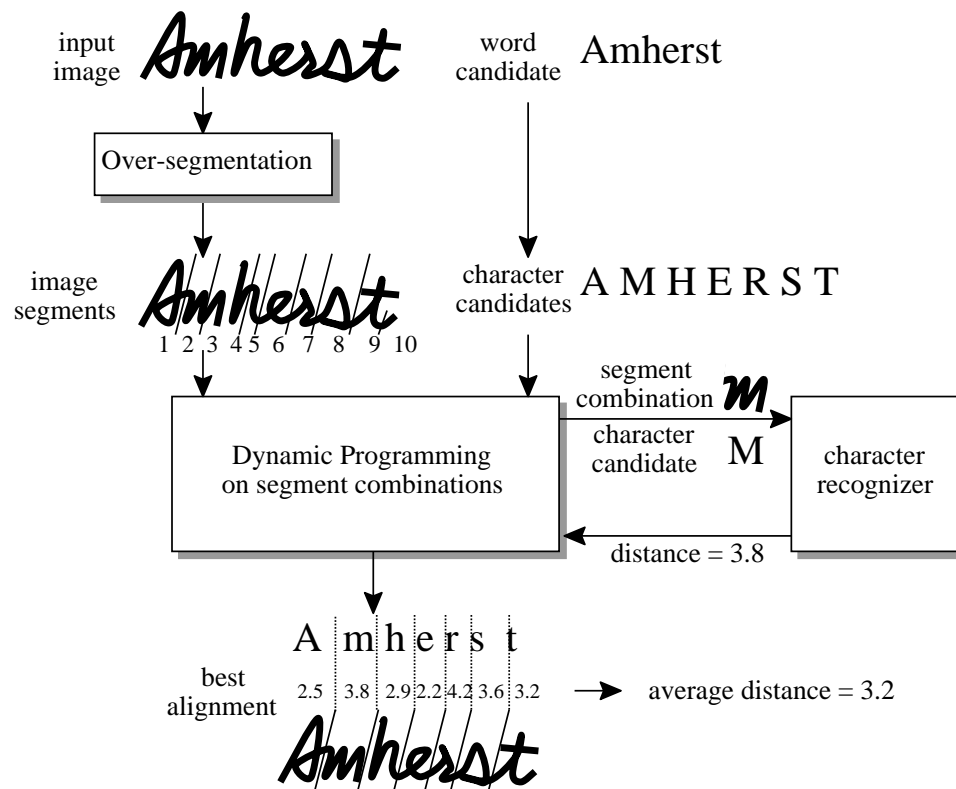 input
image
Amherst
word
candidate
Amherst
Over-segmentation
image
segments
Amherst
1 2 3 4 5 6 7 8 9 10
character
candidates
A M H E R S T
segment
combination
m
character
candidate
M
Dynamic Programming
on segment combinations
character
recognizer
distance = 3.8
A m h e r s t
best
alignment
2.5 3.8 2.9 2.2 4.2 3.6 3.2
average distance = 3.2
Amherst